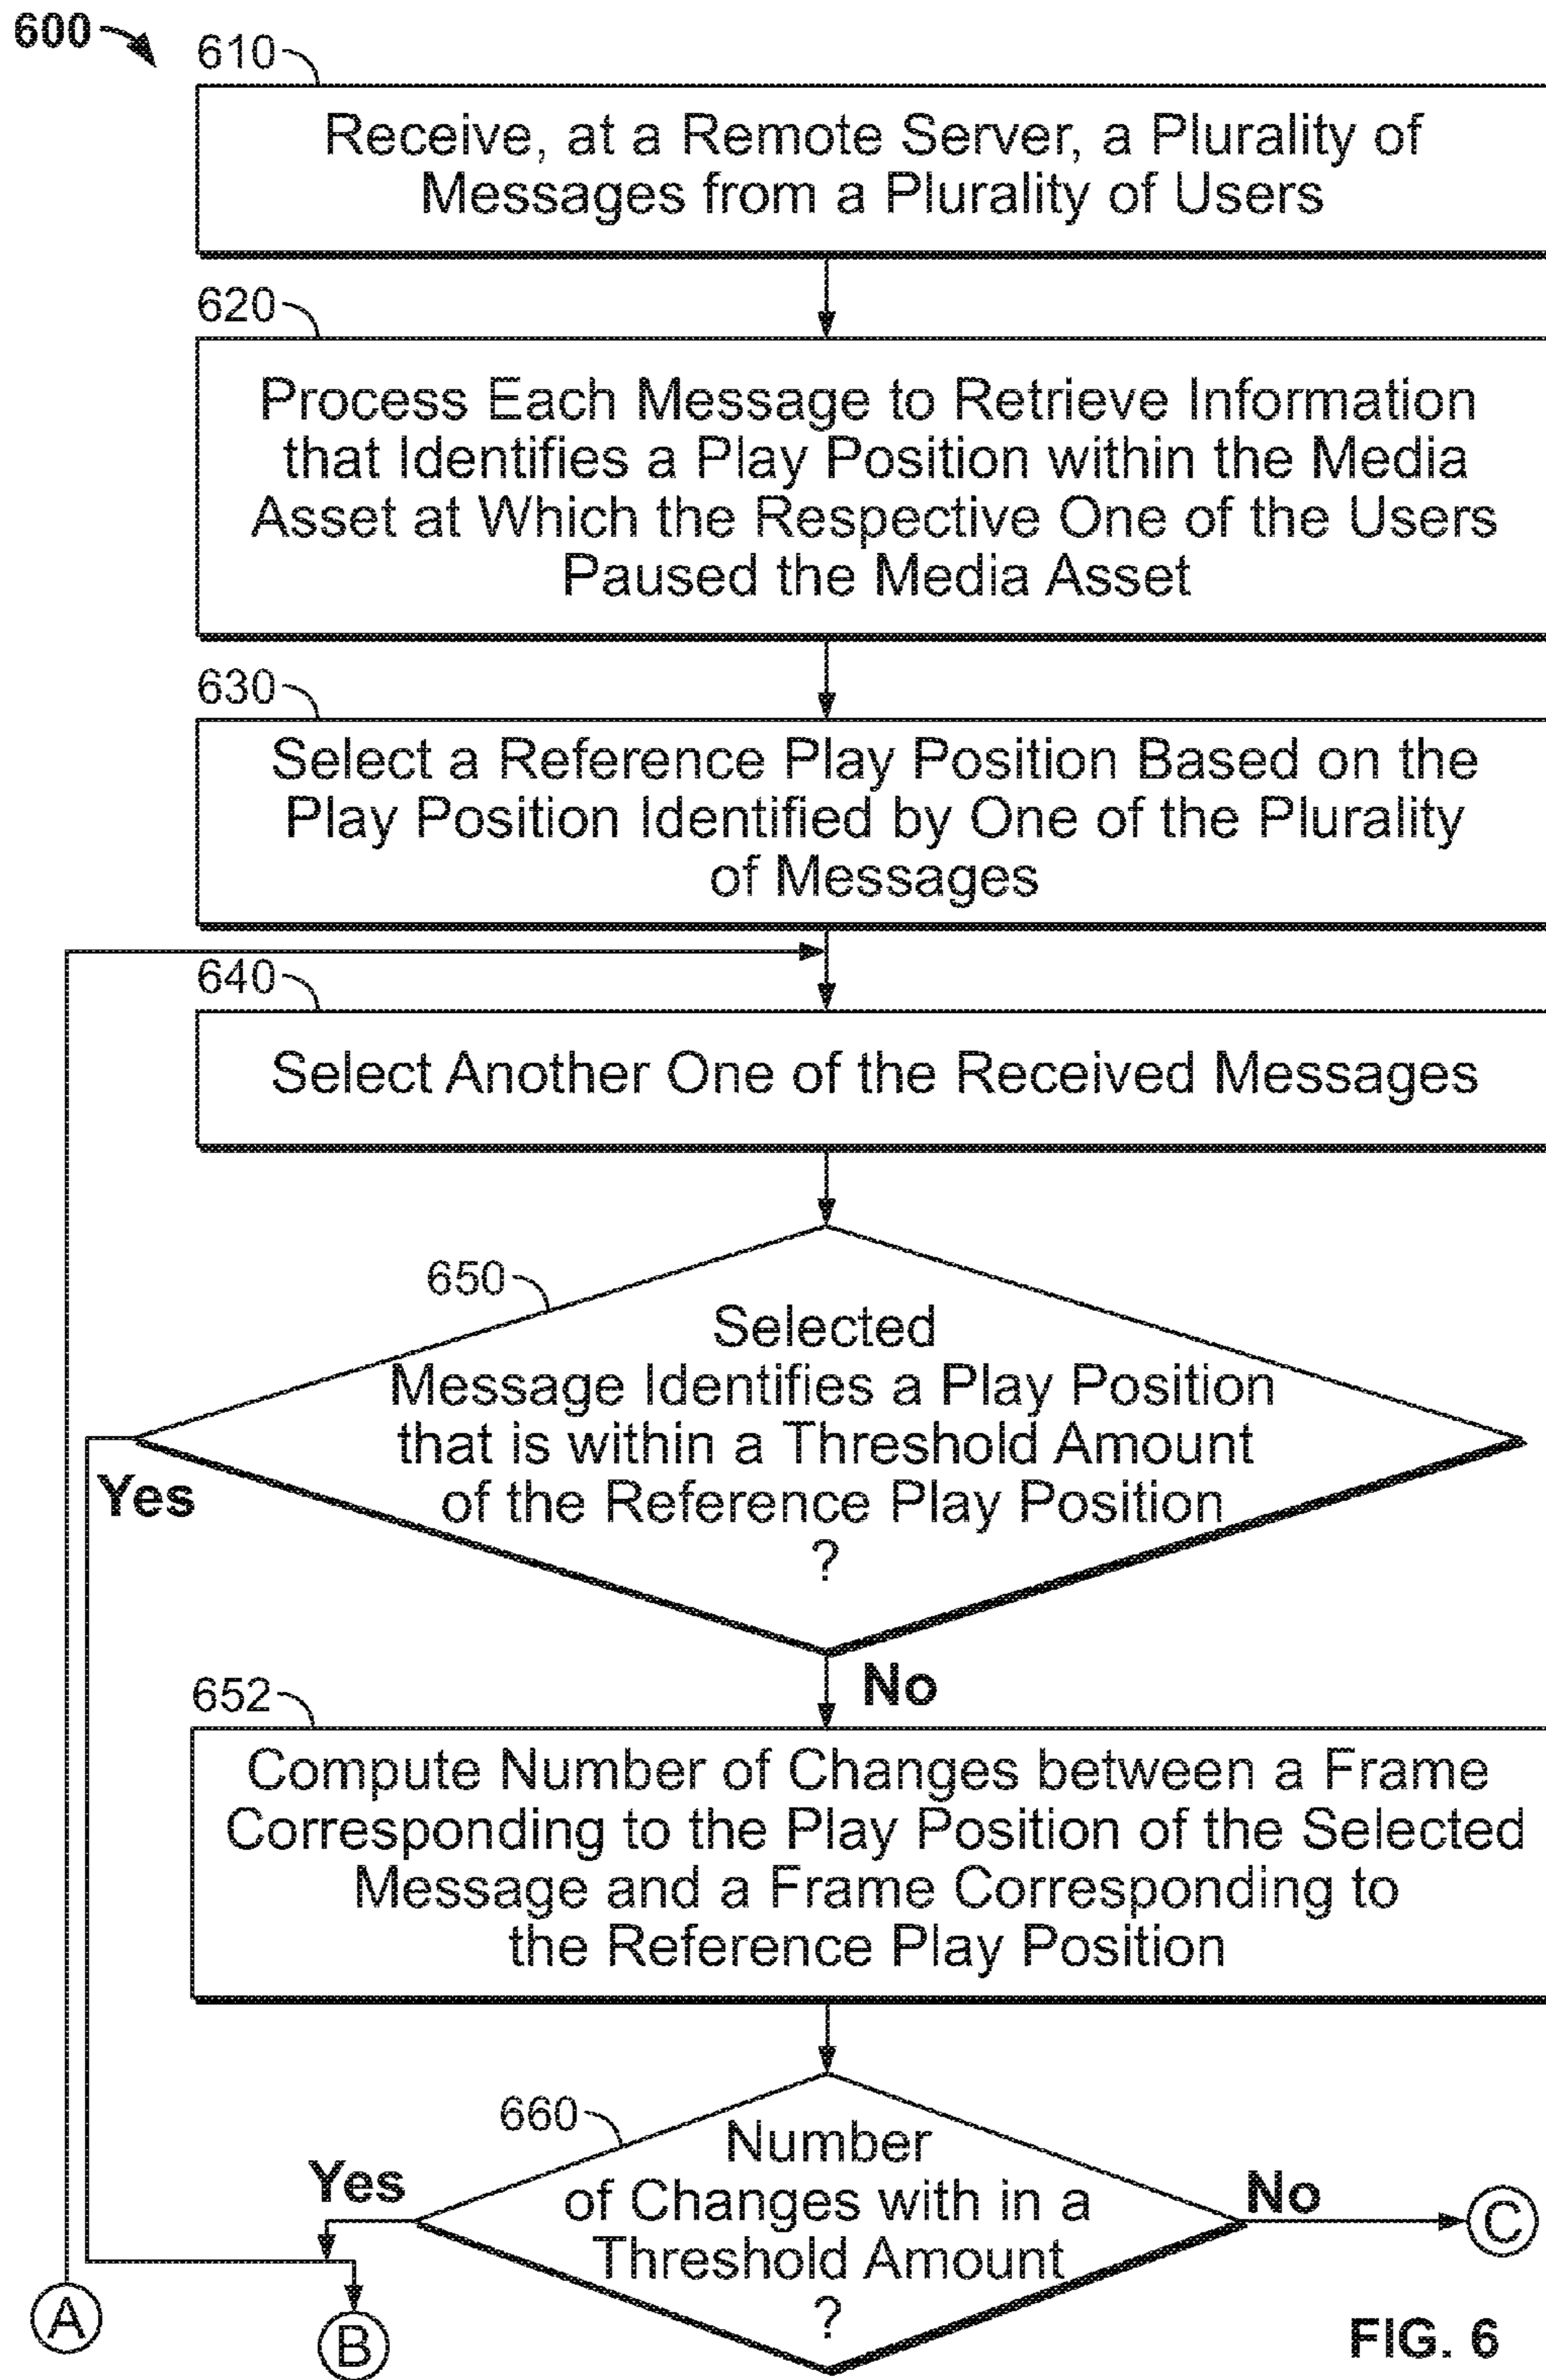 600
610
Receive, at a Remote Server, a Plurality of
Messages from a Plurality of Users
620
Process Each Message to Retrieve Information
that Identifies a Play Position within the Media
Asset at Which the Respective One of the Users
Paused the Media Asset
630
Select a Reference Play Position Based on the
Play Position Identified by One of the Plurality
of Messages
640
Select Another One of the Received Messages
650
Selected
Message Identifies a Play Position
that is within a Threshold Amount
of the Reference Play Position
?
Yes
No
652
Compute Number of Changes between a Frame
Corresponding to the Play Position of the Selected
Message and a Frame Corresponding to
the Reference Play Position
660
Number
of Changes with in a
Threshold Amount
?
Yes
No
C
A
B
FIG. 6